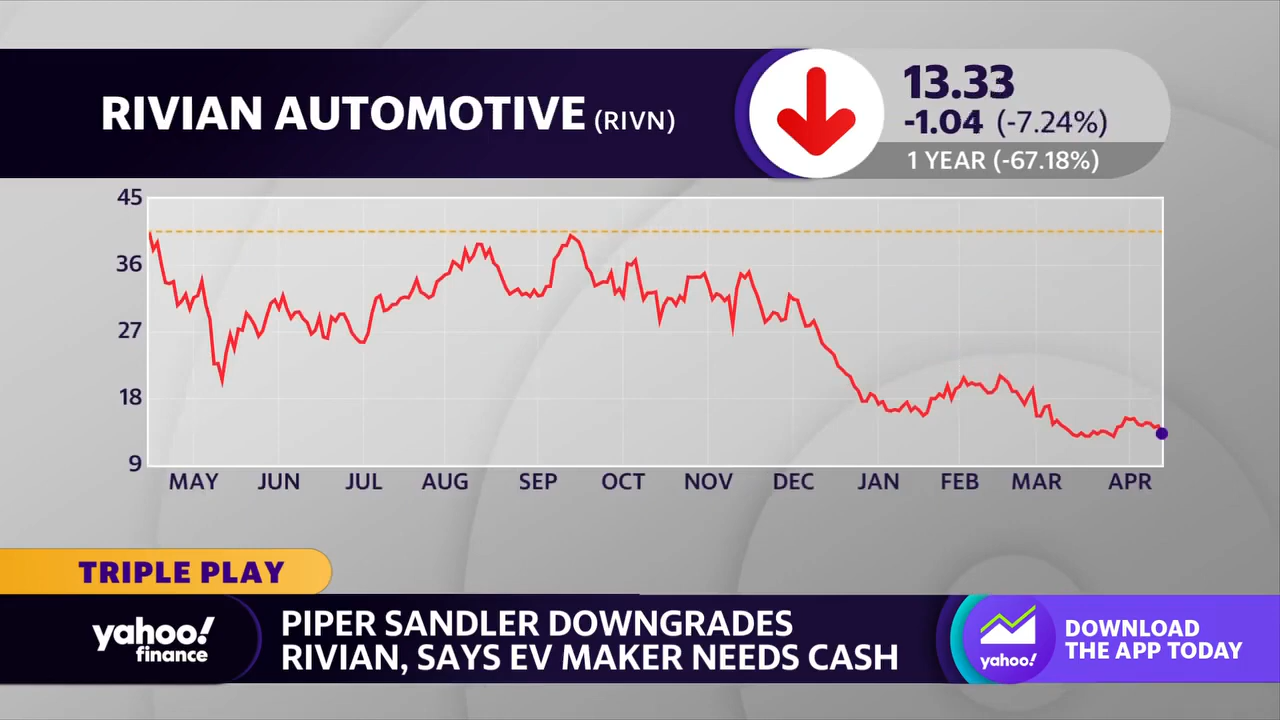 RIVIAN AUTOMOTIVE (RIVN)
13.33
-1.04 (-7.24%)
1 YEAR (-67.18%)
45
36
27
18
9
MAY JUN JUL AUG SEP OCT NOV DEC JAN FEB MAR APR
TRIPLE PLAY
yahoo!
finance
PIPER SANDLER DOWNGRADES
RIVIAN, SAYS EV MAKER NEEDS CASH
yahoo!
DOWNLOAD
THE APP TODAY